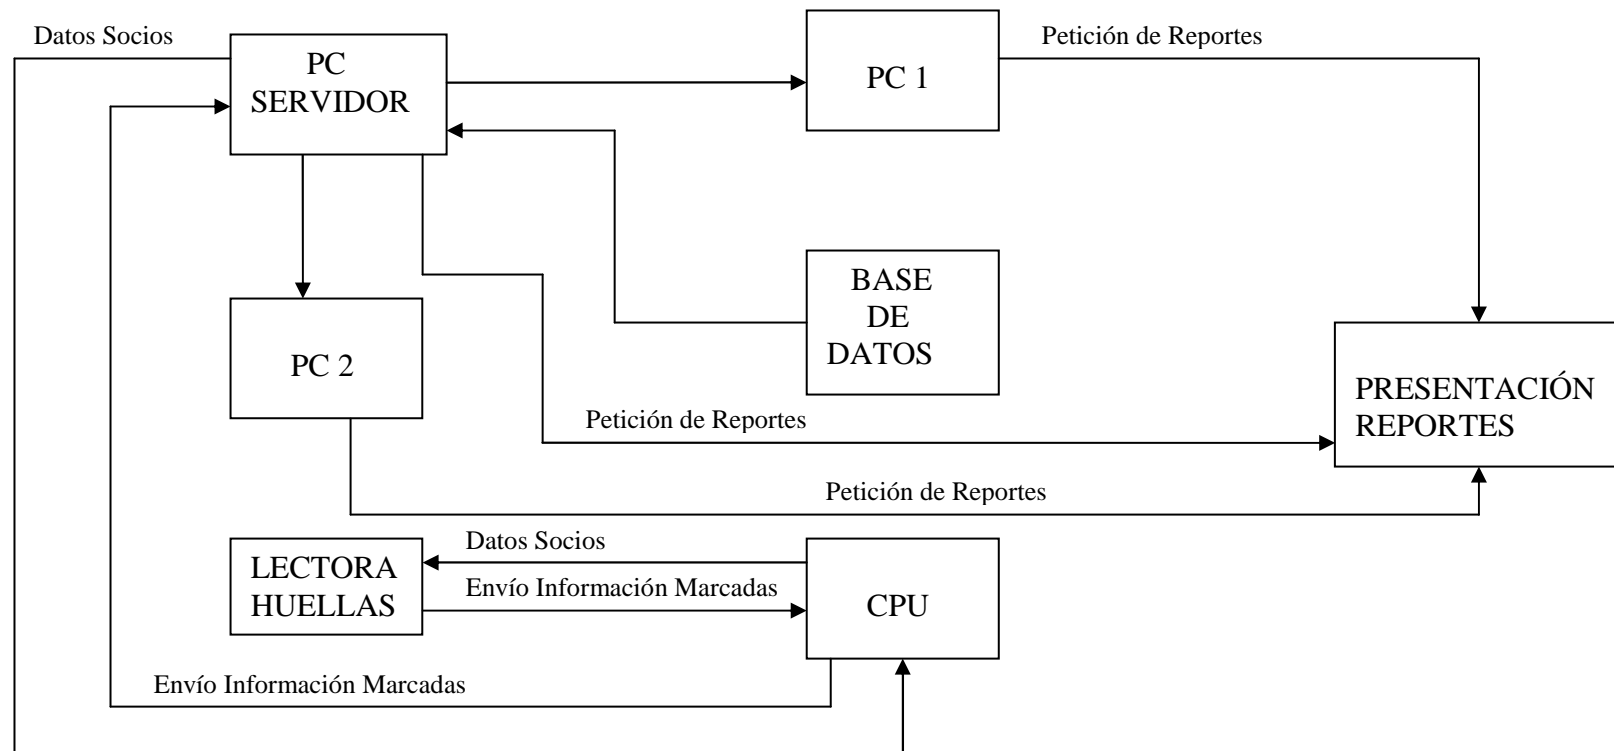 Datos Socios
PC
SERVIDOR
PC 1
Petición de Reportes
BASE
DE
DATOS
PC 2
PRESENTACIÓN
REPORTES
Petición de Reportes
Petición de Reportes
LECTORA
HUELLAS
Datos Socios
Envío Información Marcadas
CPU
Envío Información Marcadas